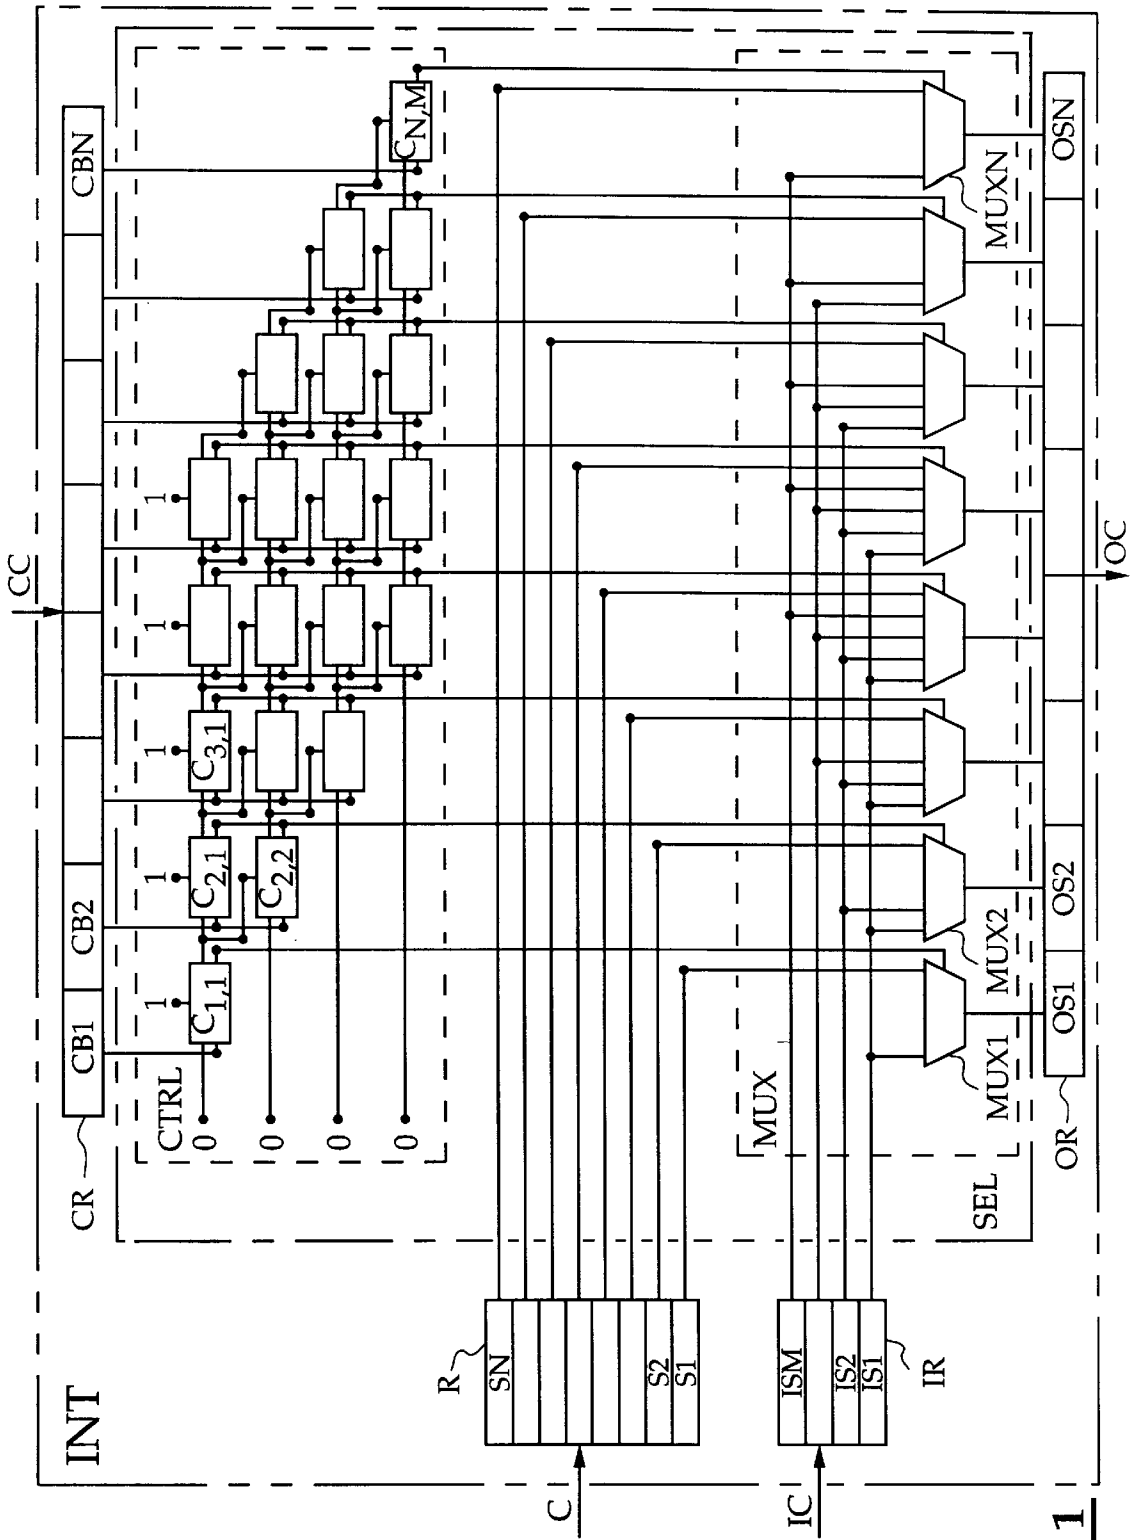 INT
CC
CR
CB1
CB2
CBN
CTRL
1
1
1
1
1
C1,1
C2,1
C3,1
C2,2
CN,M
0
0
0
0
R
SN
S2
S1
C
MUX
ISM
IS2
IS1
IR
IC
MUX1
MUX2
MUXN
SEL
OR
OS1
OS2
OSN
OC
1